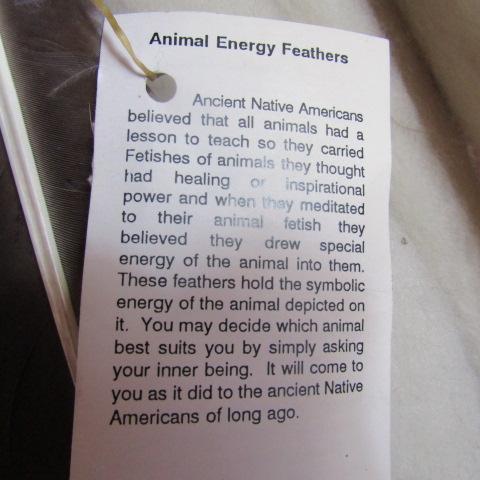 Animal Energy Feathers
Ancient Native Americans
believed that all animals had a
lesson to teach so they carried
Fetishes of animals they thought
had healing or inspirational
power and when they meditated
to their animal fetish they
believed they drew special
energy of the animal into them.
These feathers hold the symbolic
energy of the animal depicted on
it. You may decide which animal
best suits you by simply asking
your inner being. It will come to
you as it did to the ancient Native
Americans of long ago.